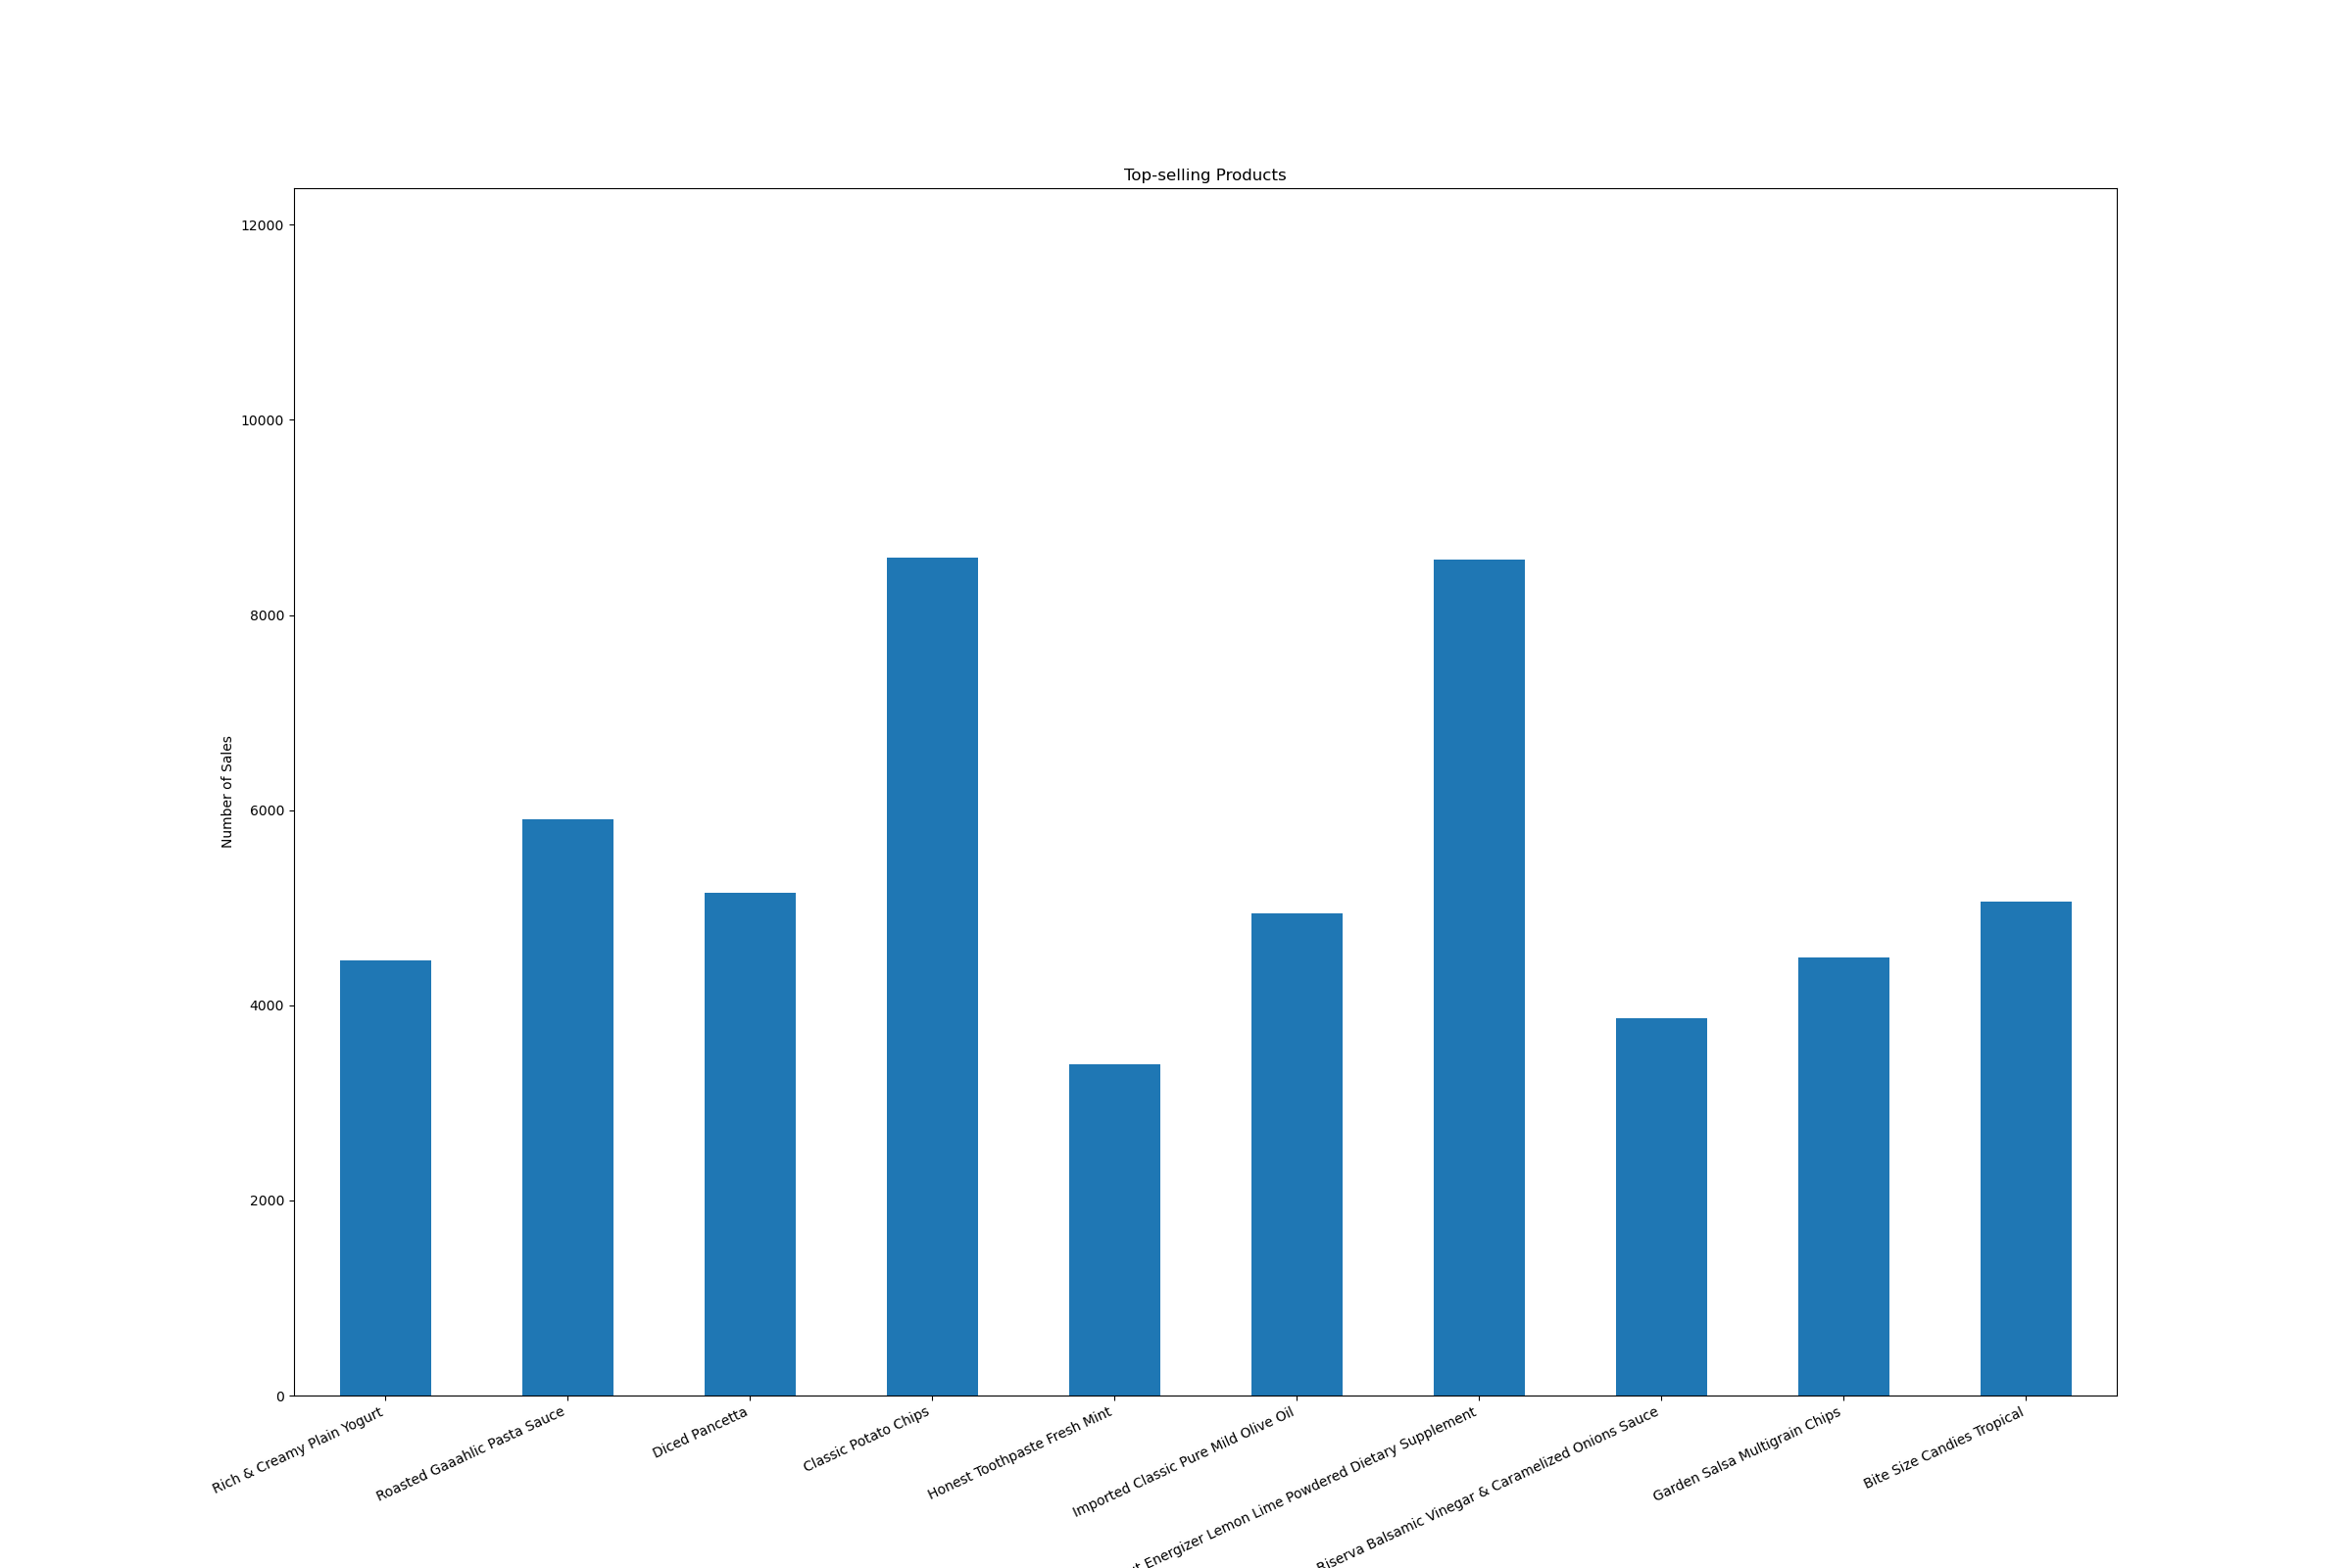 Top-selling Products
12000
10000
8000
6000
4000
2000
0
Number of Sales
Rich & Creamy Plain Yogurt
Roasted Gaaahlic Pasta Sauce
Diced Pancetta
Classic Potato Chips
Honest Toothpaste Fresh Mint
Imported Classic Pure Mild Olive Oil
Energizer Lemon Lime Powdered Dietary Supplement
Biserva Balsamic Vinegar & Caramelized Onions Sauce
Garden Salsa Multigrain Chips
Bite Size Candies Tropical